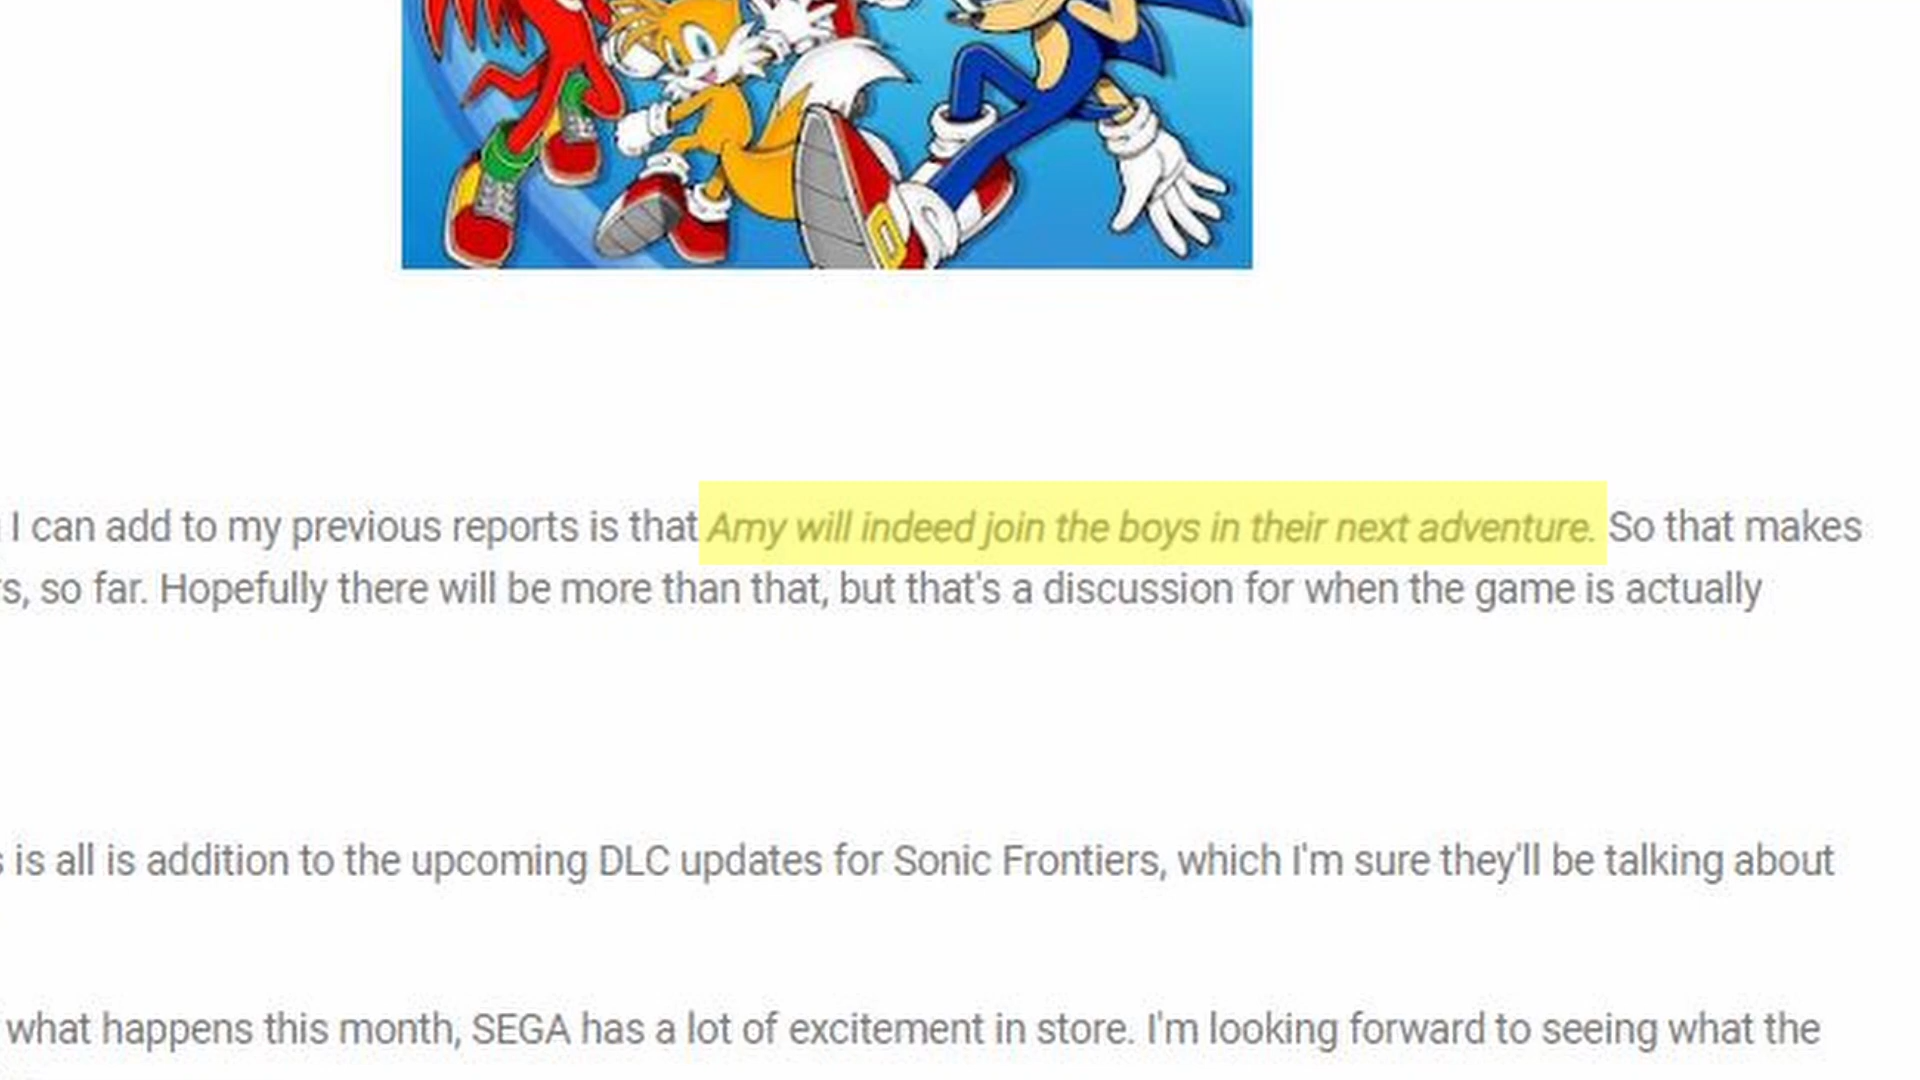 I can add to my previous reports is that Amy will indeed join the boys in their next adventure. So that makes
so far. Hopefully there will be more than that, but that's a discussion for when the game is actually
is all is addition to the upcoming DLC updates for Sonic Frontiers, which I'm sure they'll be talking about
what happens this month, SEGA has a lot of excitement in store. I'm looking forward to seeing what the